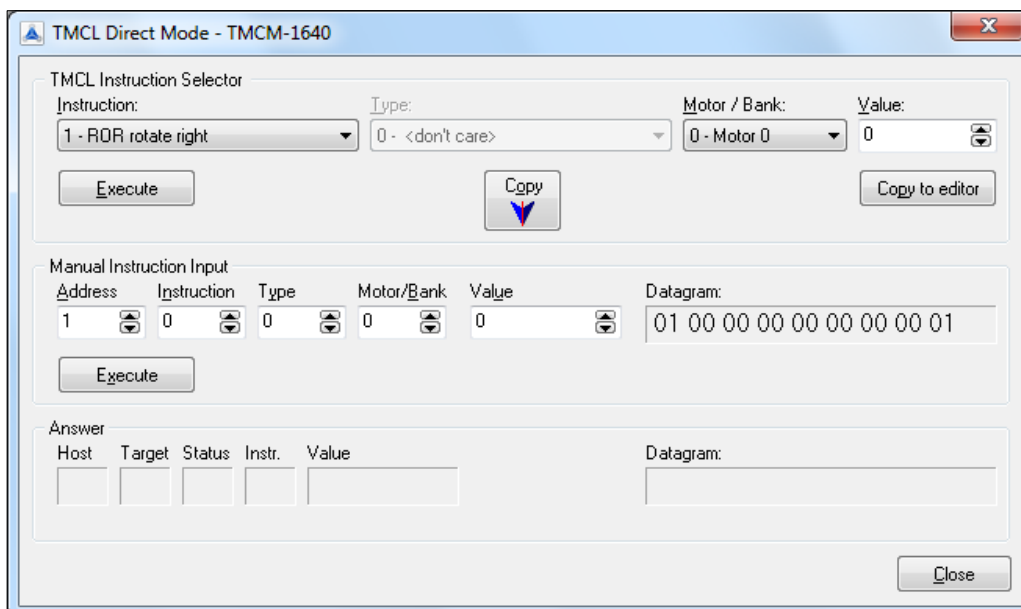 TMCL Direct Mode - TMCM-1640
TMCL Instruction Selector
Instruction: Type: Motor / Bank: Value:
1 - ROR rotate right 0 - <don't care> 0 - Motor 0 0
Execute Copy Copy to editor
Manual Instruction Input
Address Instruction Type Motor/Bank Value Datagram:
1 0 0 0 0 01 00 00 00 00 00 00 00 01
Execute
Answer
Host Target Status Instr. Value Datagram:
Close